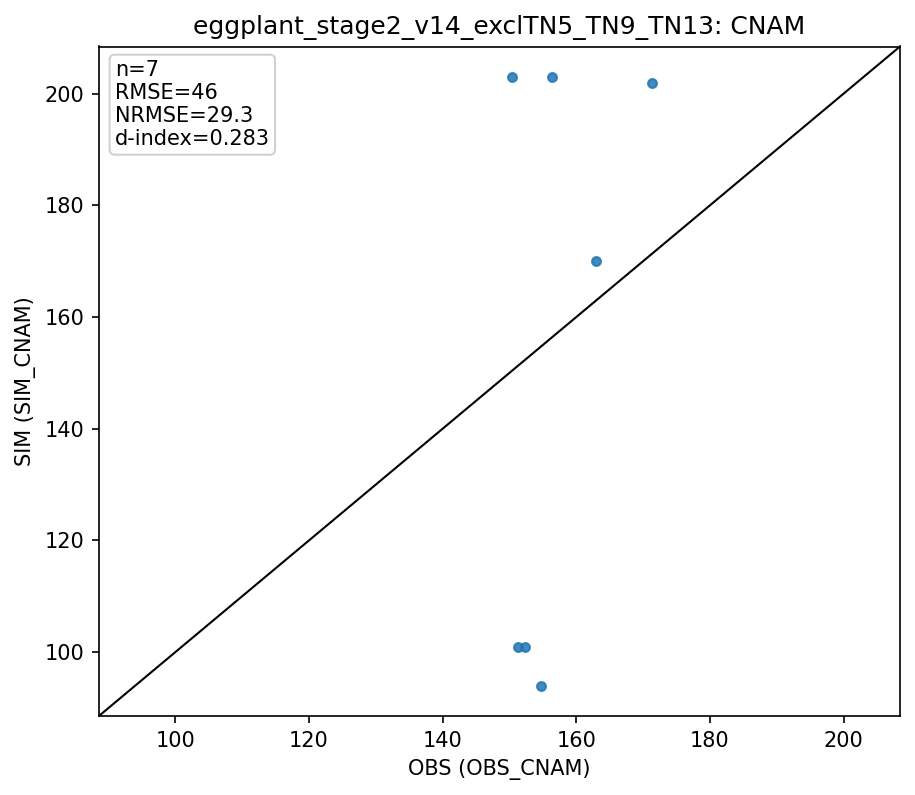 eggplant_stage2_v14_exclTN5_TN9_TN13: CNAM
n=7
RMSE=46
NRMSE=29.3
d-index=0.283
200
180
160
140
120
100
SIM (SIM_CNAM)
100 120 140 160 180 200
OBS (OBS_CNAM)